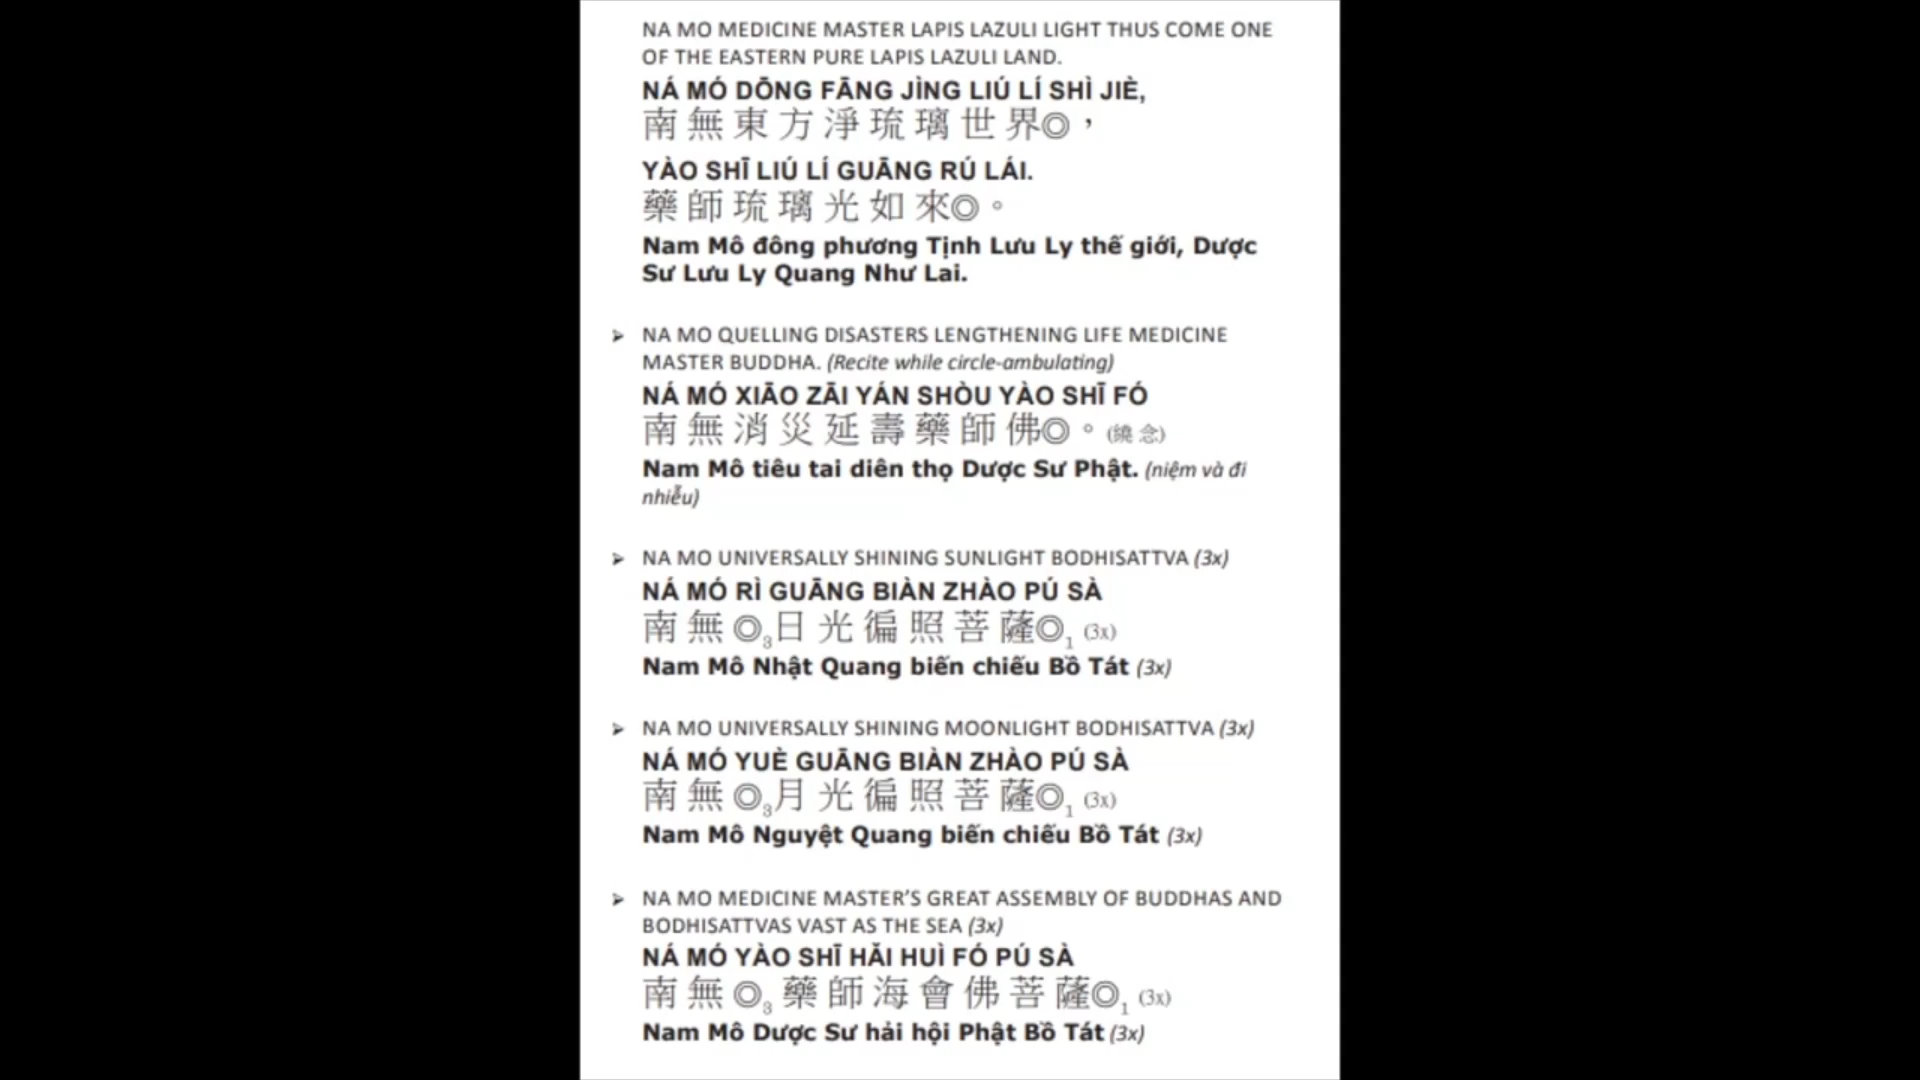 NA MO MEDICINE MASTER LAPIS LAZULI LIGHT THUS COME ONE
OF THE EASTERN PURE LAPIS LAZULI LAND.
NÁ MÓ DŌNG FĀNG JÌNG LIÚ LÍ SHÌ JIÈ,
南無東方淨琉璃世界◎，
YÀO SHĪ LIÚ LÍ GUĀNG RÚ LÁI.
藥師琉璃光如來◎。
Nam Mô đông phương Tịnh Lưu Ly thế giới, Dược
Sư Lưu Ly Quang Như Lai.
➢ NA MO QUELLING DISASTERS LENGTHENING LIFE MEDICINE
MASTER BUDDHA. (Recite while circle-ambulating)
NÁ MÓ XIĀO ZĀI YÁN SHÒU YÀO SHĪ FÓ
南無消災延壽藥師佛◎。(繞念)
Nam Mô tiêu tai diên thọ Dược Sư Phật. (niệm và đi
nhiễu)
➢ NA MO UNIVERSALLY SHINING SUNLIGHT BODHISATTVA (3x)
NÁ MÓ RÌ GUĀNG BIÀN ZHÀO PÚ SÀ
南無◎3日光徧照菩薩◎1 (3x)
Nam Mô Nhật Quang biến chiếu Bồ Tát (3x)
➢ NA MO UNIVERSALLY SHINING MOONLIGHT BODHISATTVA (3x)
NÁ MÓ YUÈ GUĀNG BIÀN ZHÀO PÚ SÀ
南無◎3月光徧照菩薩◎1 (3x)
Nam Mô Nguyệt Quang biến chiếu Bồ Tát (3x)
➢ NA MO MEDICINE MASTER’S GREAT ASSEMBLY OF BUDDHAS AND
BODHISATTVAS VAST AS THE SEA (3x)
NÁ MÓ YÀO SHĪ HǍI HUÌ FÓ PÚ SÀ
南無◎3藥師海會佛菩薩◎1 (3x)
Nam Mô Dược Sư hải hội Phật Bồ Tát (3x)